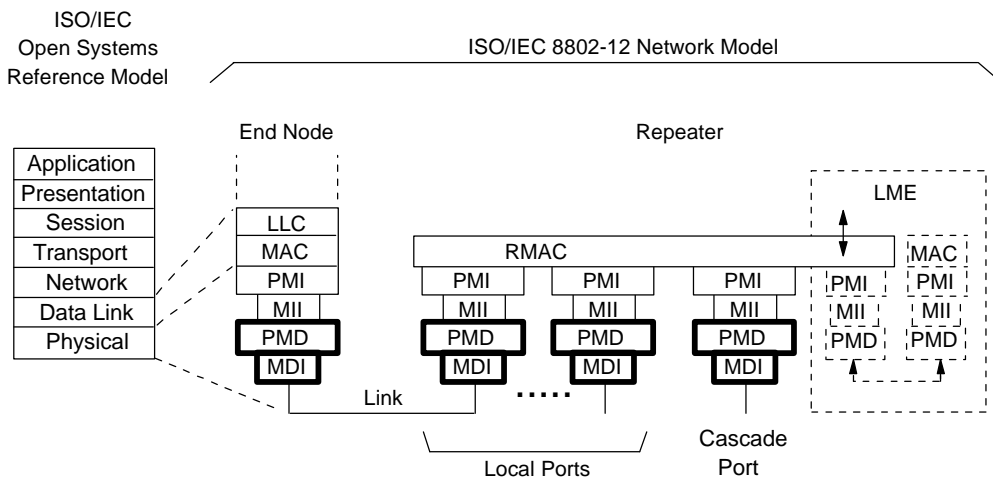 ISO/IEC
Open Systems
Reference Model
ISO/IEC 8802-12 Network Model
End Node
Repeater
Application
Presentation
Session
Transport
Network
Data Link
Physical
LLC
MAC
PMI
MII
PMD
MDI
RMAC
PMI
MII
PMD
MDI
PMI
MII
PMD
MDI
PMI
MII
PMD
MDI
LME
PMI
MII
PMD
MAC
PMI
MII
PMD
Link
.....
Local Ports
Cascade
Port